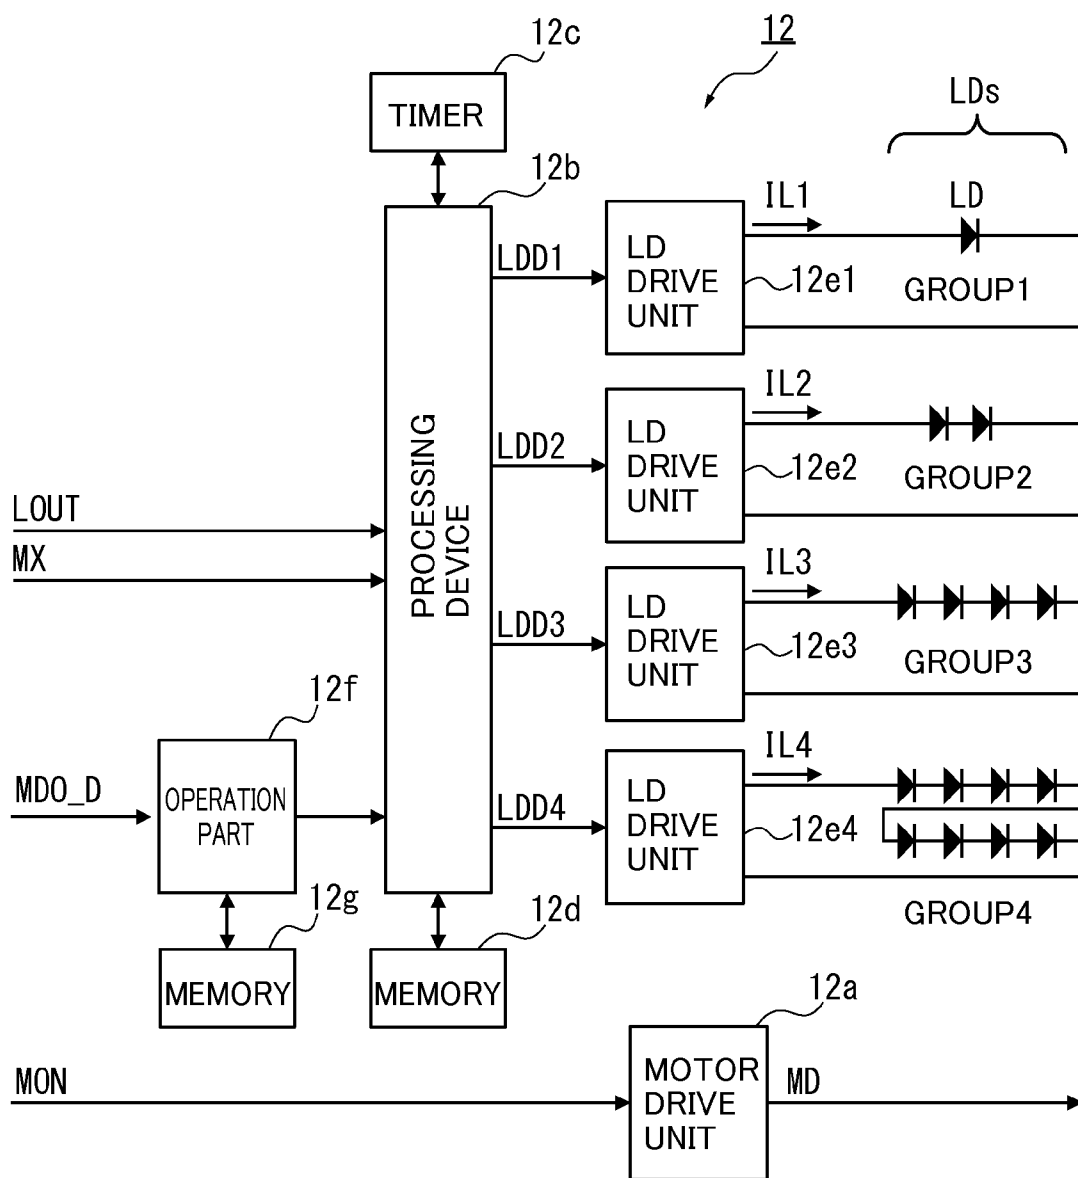 12c
12
TIMER
LDs
12b
IL1
LD
LDD1
LD
DRIVE
UNIT
12e1
GROUP1
IL2
LDD2
LD
DRIVE
UNIT
12e2
GROUP2
PROCESSING
DEVICE
LOUT
MX
IL3
LDD3
LD
DRIVE
UNIT
12e3
GROUP3
12f
MDO_D
OPERATION
PART
IL4
LDD4
LD
DRIVE
UNIT
12e4
GROUP4
12g
12d
MEMORY
MEMORY
12a
MON
MOTOR
DRIVE
UNIT
MD